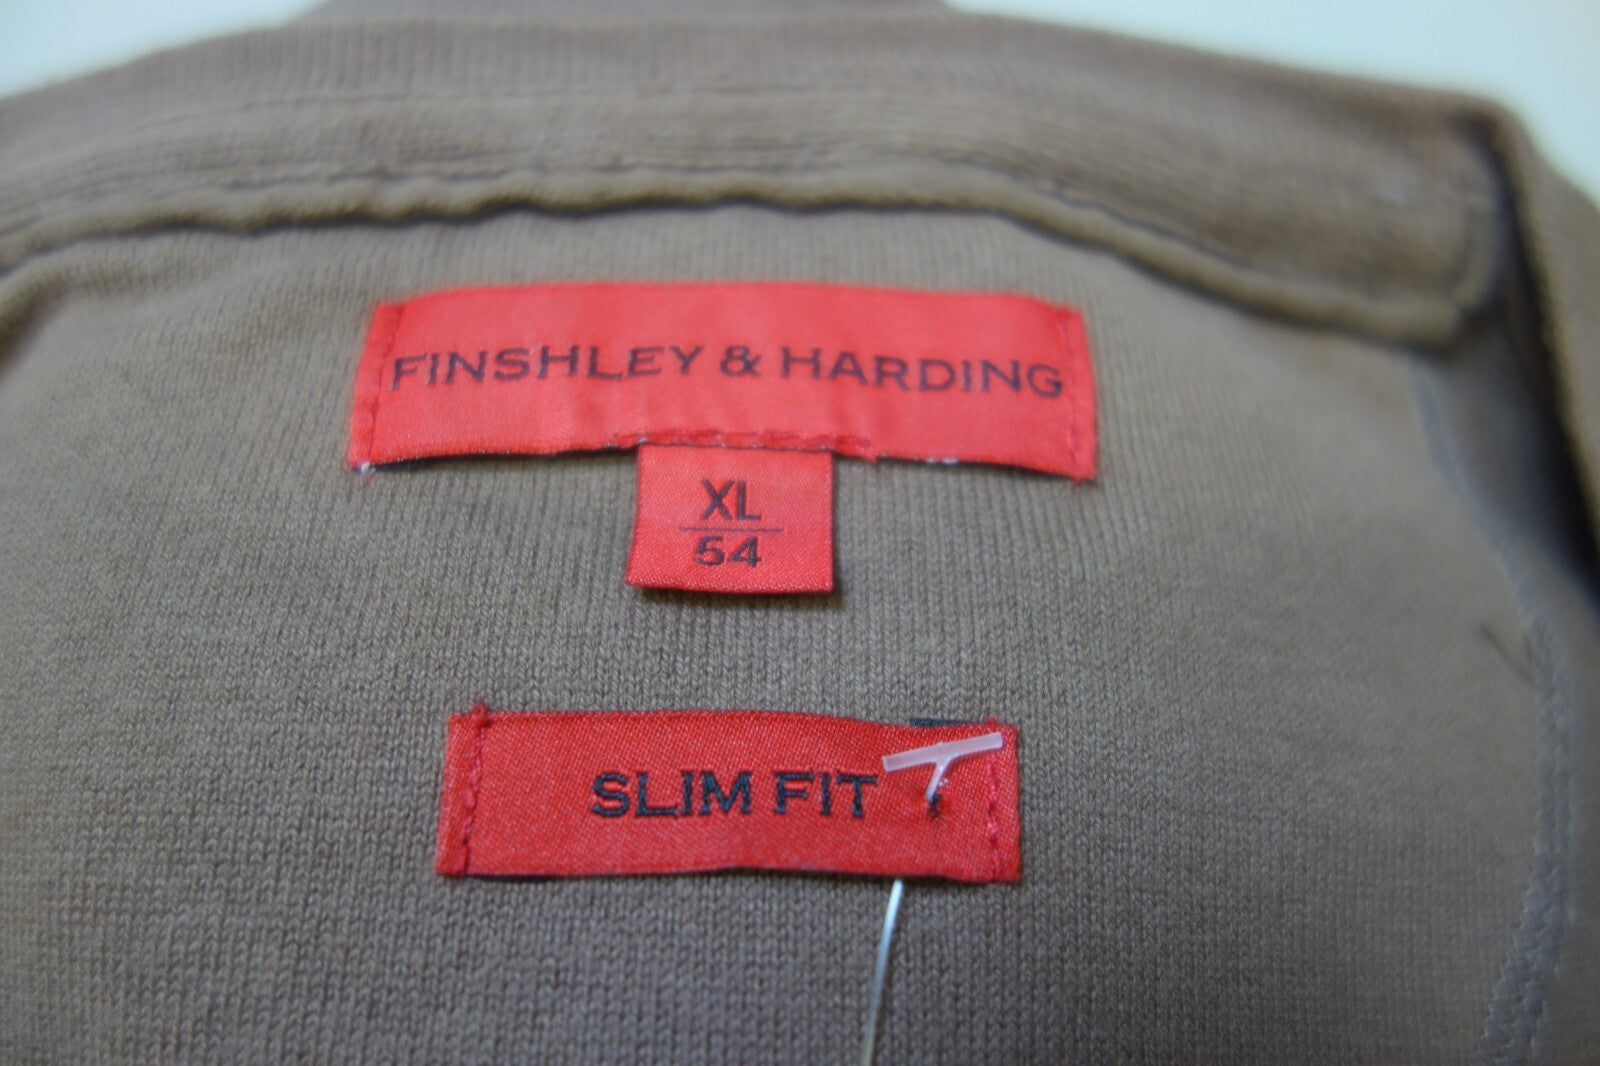 FINSHLEY & HARDING
XL
54
SLIM FIT